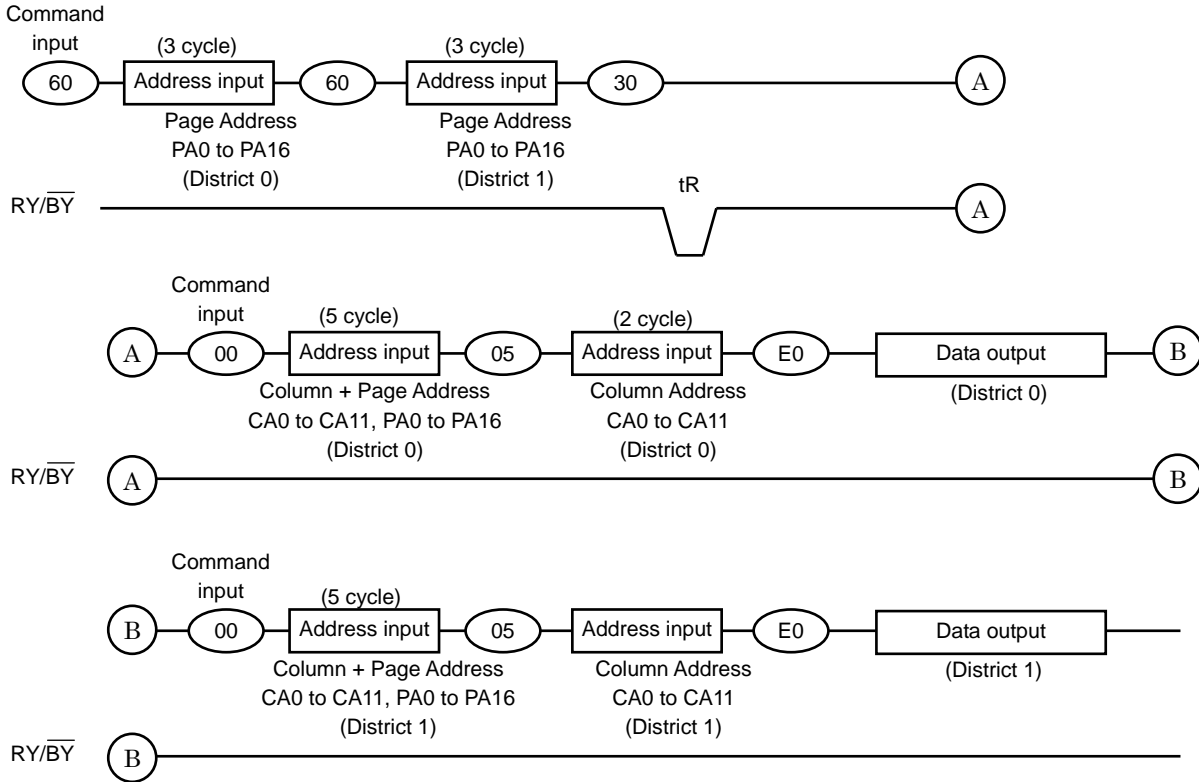 Command
input
(3 cycle)
(3 cycle)
60
Address input
60
Address input
30
A
Page Address
PA0 to PA16
(District 0)
Page Address
PA0 to PA16
(District 1)
tR
RY/BY
A
Command
input
(5 cycle)
(2 cycle)
A
00
Address input
05
Address input
E0
Data output
B
Column + Page Address
CA0 to CA11, PA0 to PA16
(District 0)
Column Address
CA0 to CA11
(District 0)
(District 0)
RY/BY
A
B
Command
input
(5 cycle)
B
00
Address input
05
Address input
E0
Data output
Column + Page Address
CA0 to CA11, PA0 to PA16
(District 1)
Column Address
CA0 to CA11
(District 1)
(District 1)
RY/BY
B